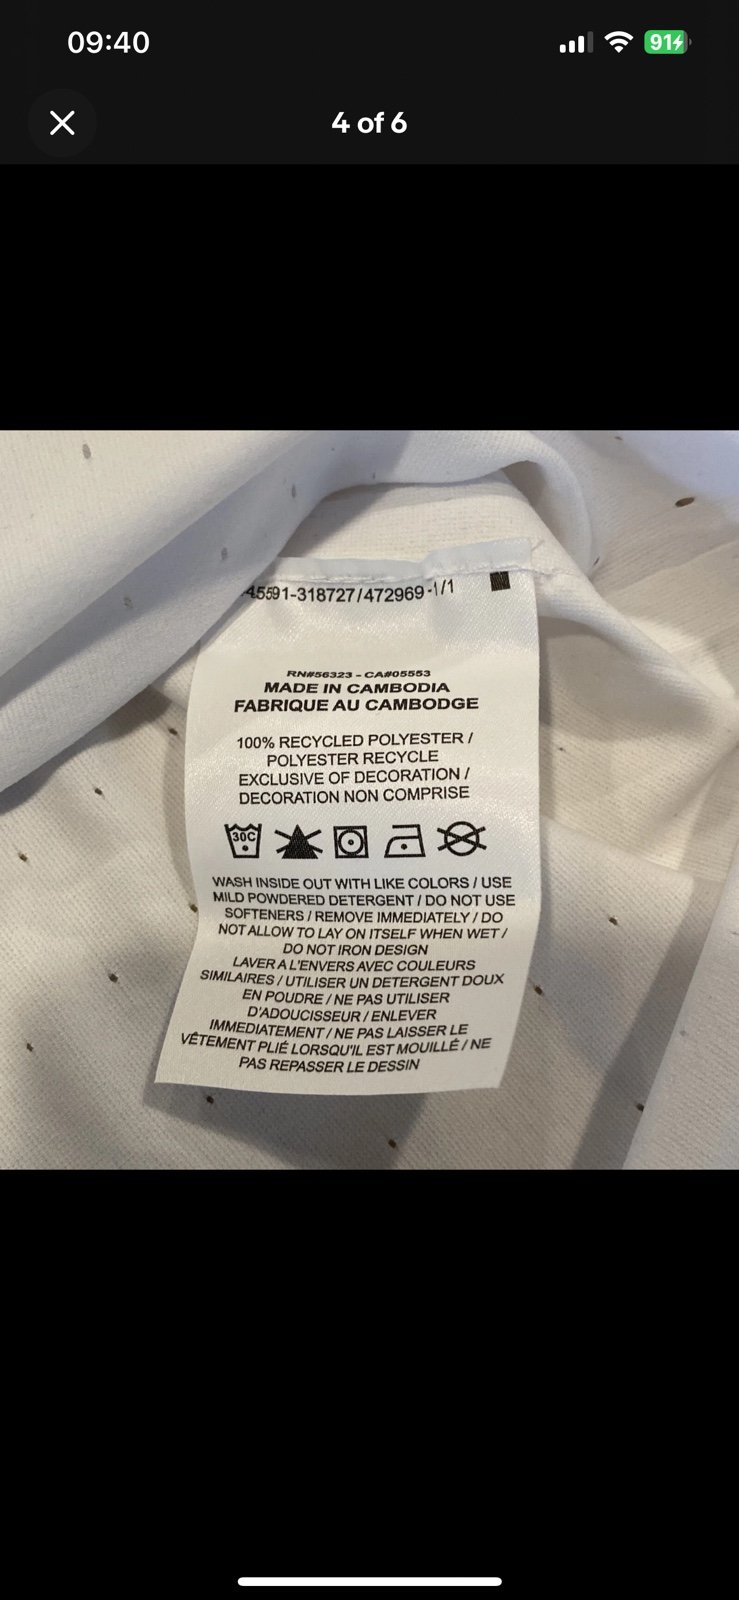 09:40
91
4 of 6
45591-318727/472969-1/1
RN#56323 - CA#05553
MADE IN CAMBODIA
FABRIQUE AU CAMBODGE
100% RECYCLED POLYESTER /
POLYESTER RECYCLE
EXCLUSIVE OF DECORATION /
DECORATION NON COMPRISE
30C
WASH INSIDE OUT WITH LIKE COLORS / USE
MILD POWDERED DETERGENT / DO NOT USE
SOFTENERS / REMOVE IMMEDIATELY / DO
NOT ALLOW TO LAY ON ITSELF WHEN WET /
DO NOT IRON DESIGN
LAVER A L'ENVERS AVEC COULEURS
SIMILAIRES / UTILISER UN DETERGENT DOUX
EN POUDRE / NE PAS UTILISER
D'ADOUCISSEUR / ENLEVER
IMMEDIATEMENT / NE PAS LAISSER LE
VÊTEMENT PLIÉ LORSQU'IL EST MOUILLÉ / NE
PAS REPASSER LE DESSIN